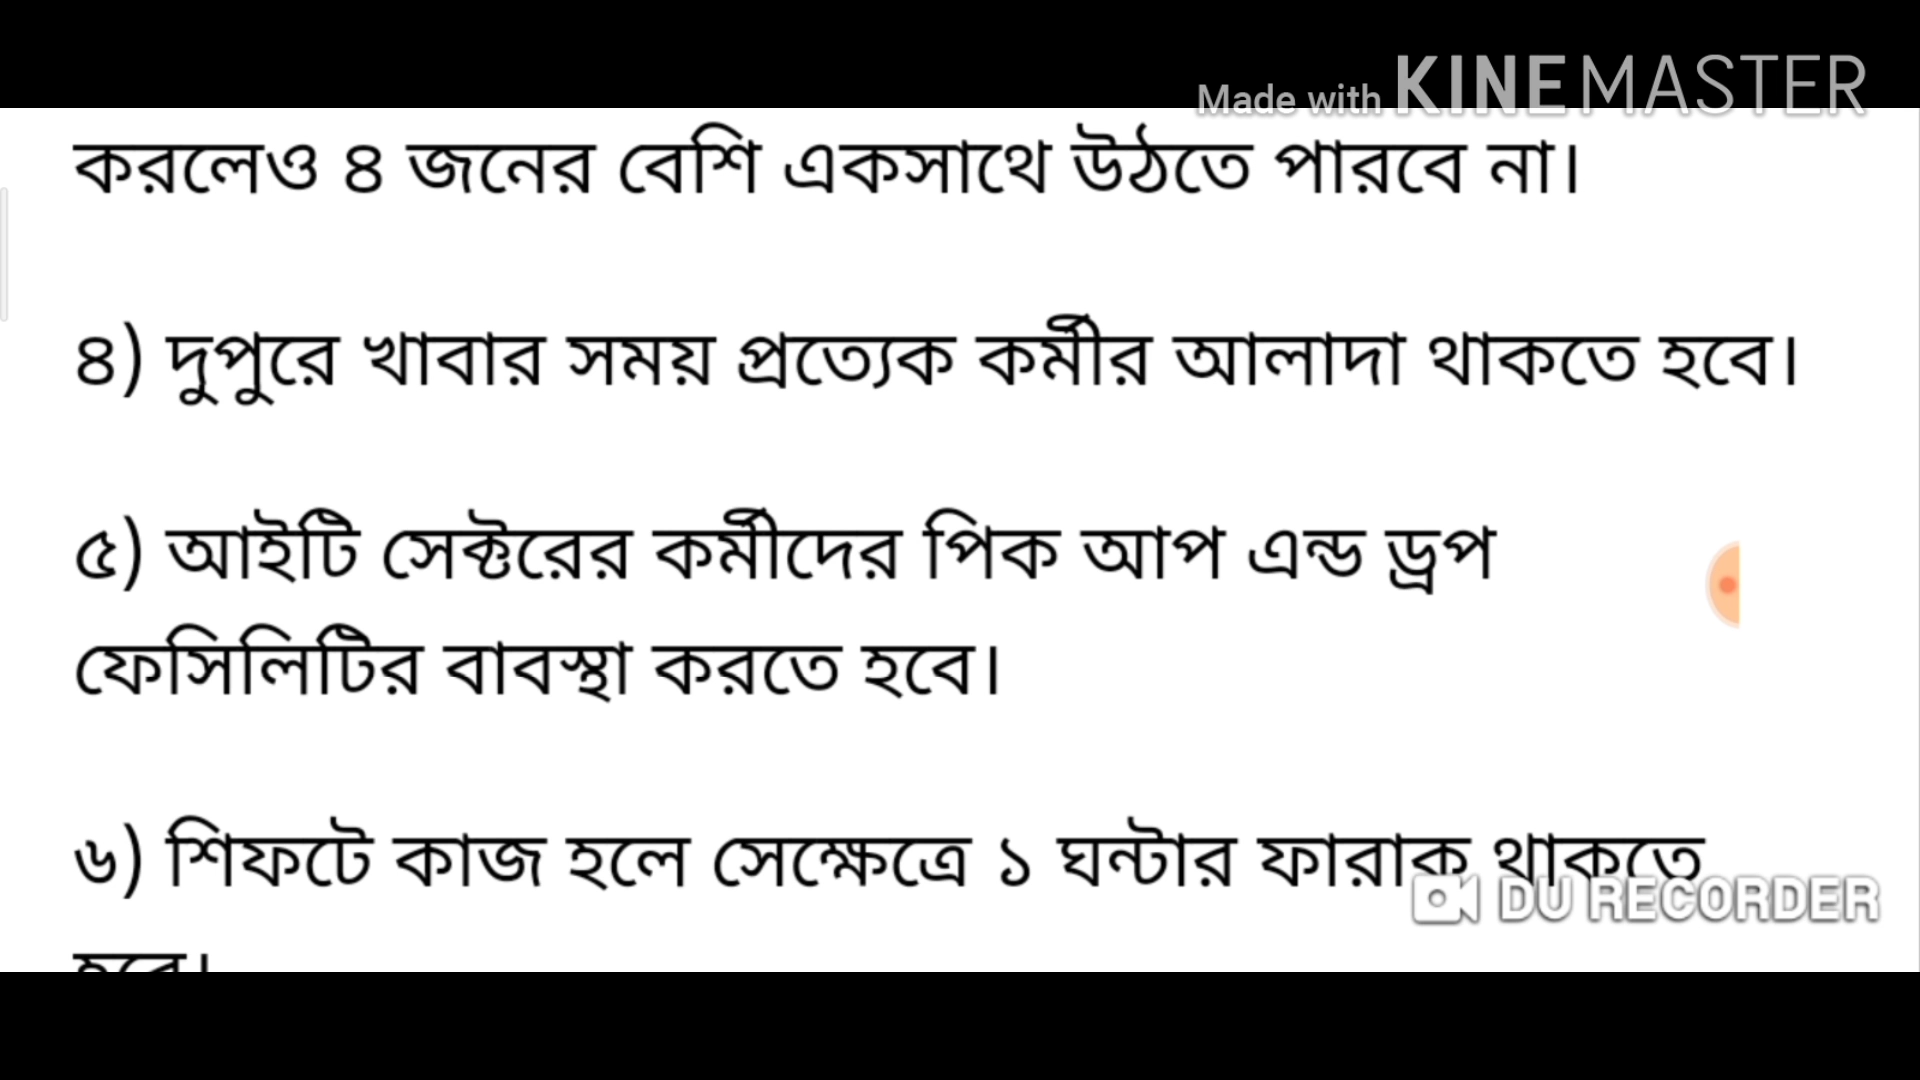 Made with KINEMASTER
করলেও ৪ জনের বেশি একসাথে উঠতে পারবে না।
৪) দুপুরে খাবার সময় প্রত্যেক কর্মীর আলাদা থাকতে হবে।
৫) আইটি সেক্টরের কর্মীদের পিক আপ এন্ড ড্রপ
ফেসিলিটির বাবস্থা করতে হবে।
৬) শিফটে কাজ হলে সেক্ষেত্রে ১ ঘন্টার ফারাক থাকতে
DU RECORDER
হবে।